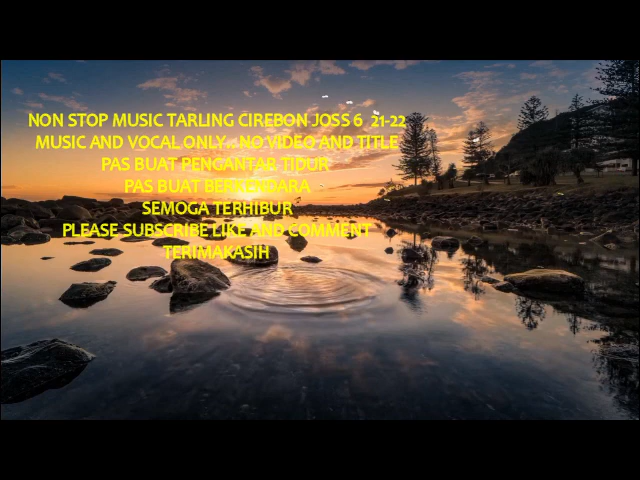 NON STOP MUSIC TARLING CIREBON JOSS 6 21-22
MUSIC AND VOCAL ONLY...NO VIDEO AND TITLE
PAS BUAT PENGANTAR TIDUR
PAS BUAT BERKENDARA
SEMOGA TERHIBUR
PLEASE SUBSCRIBE LIKE AND COMMENT
TERIMAKASIH